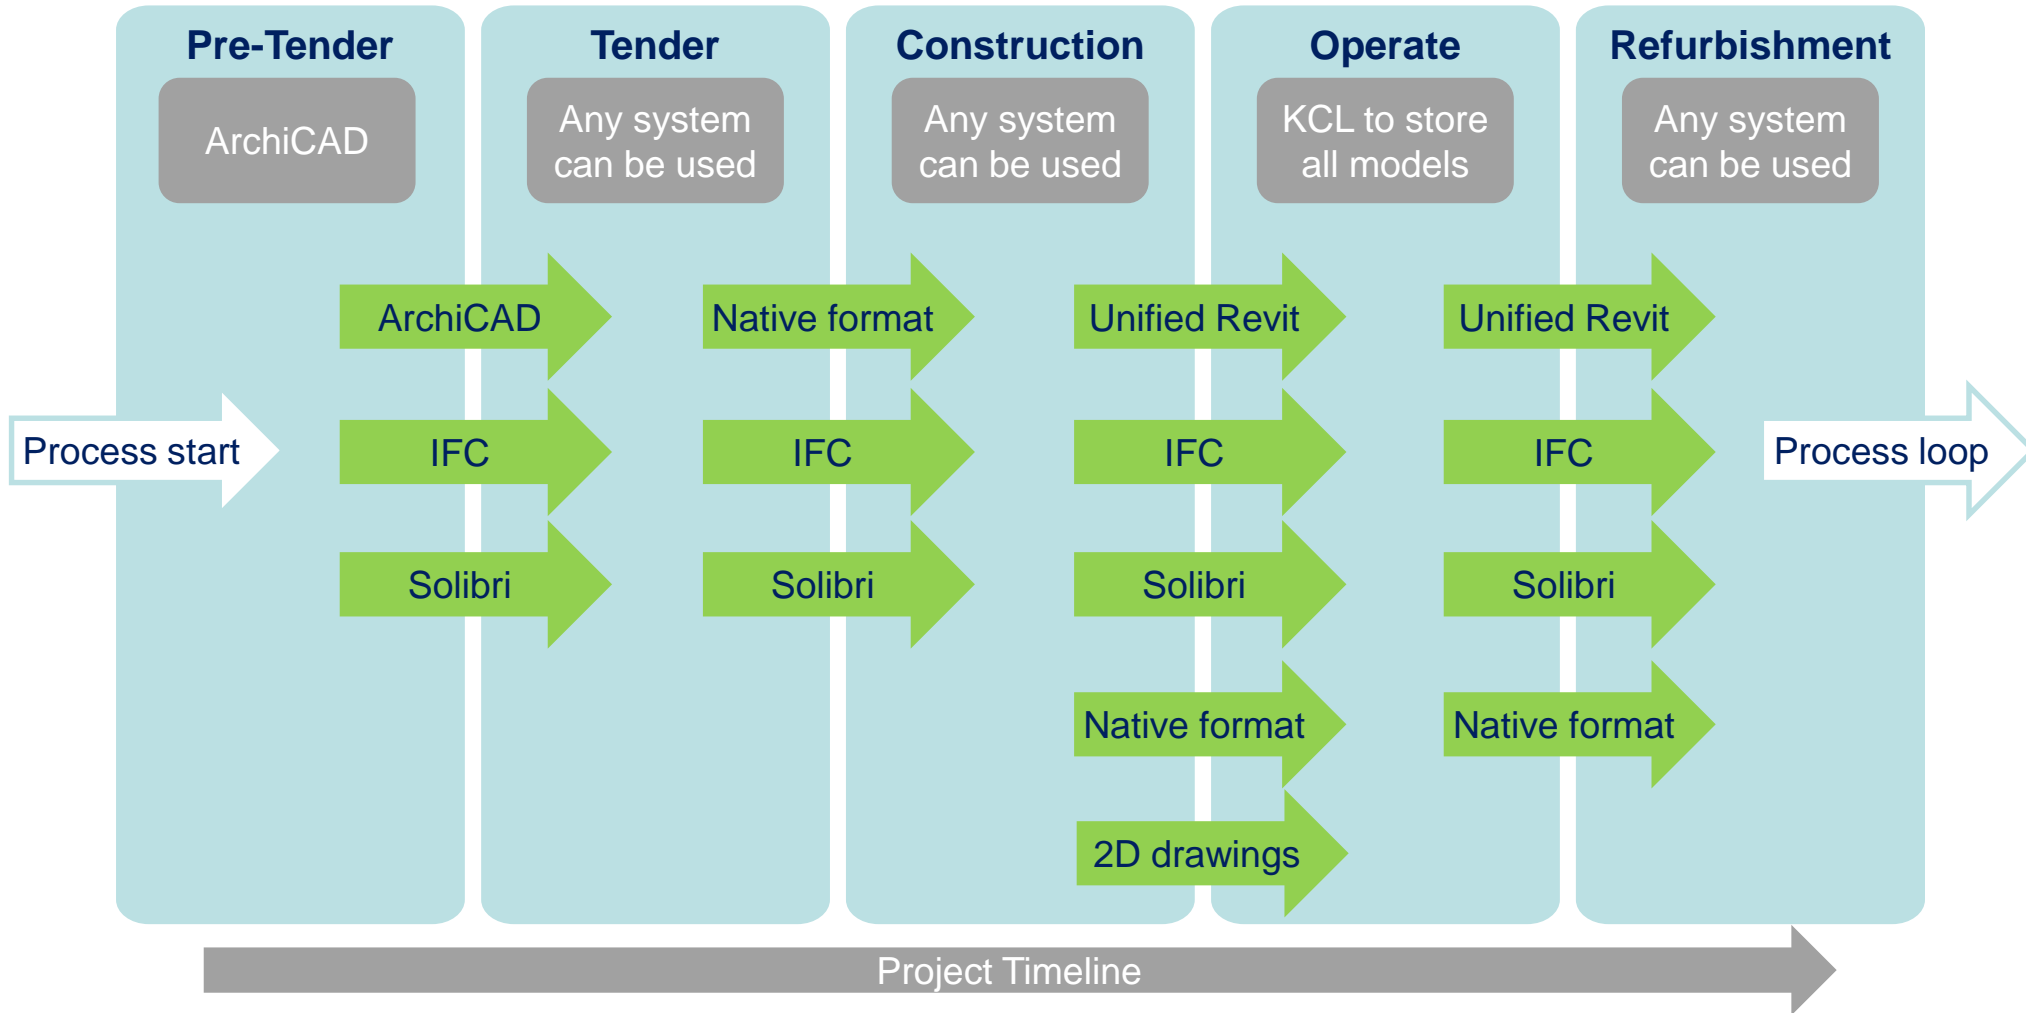 Pre-Tender
Tender
Construction
Operate
Refurbishment
ArchiCAD
Any system
can be used
Any system
can be used
KCL to store
all models
Any system
can be used
ArchiCAD
Native format
Unified Revit
Unified Revit
Process start
IFC
IFC
IFC
IFC
Process loop
Solibri
Solibri
Solibri
Solibri
Native format
Native format
2D drawings
Project Timeline